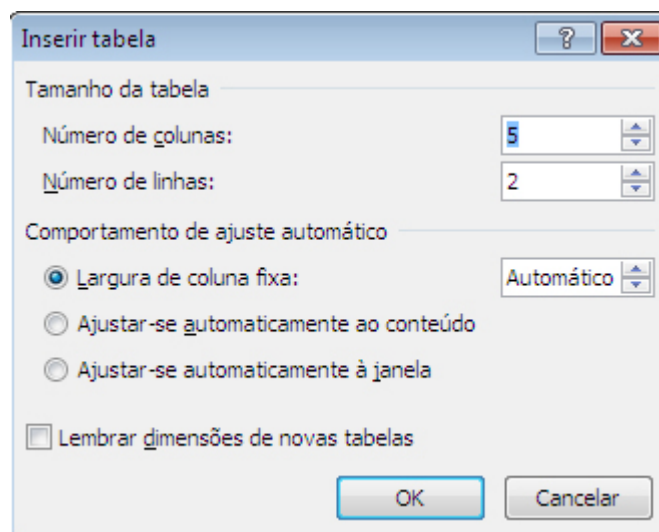 Inserir tabela
Tamanho da tabela
Número de colunas: 5
Número de linhas: 2
Comportamento de ajuste automático
Largura de coluna fixa: Automático
Ajustar-se automaticamente ao conteúdo
Ajustar-se automaticamente à janela
Lembrar dimensões de novas tabelas
OK Cancelar